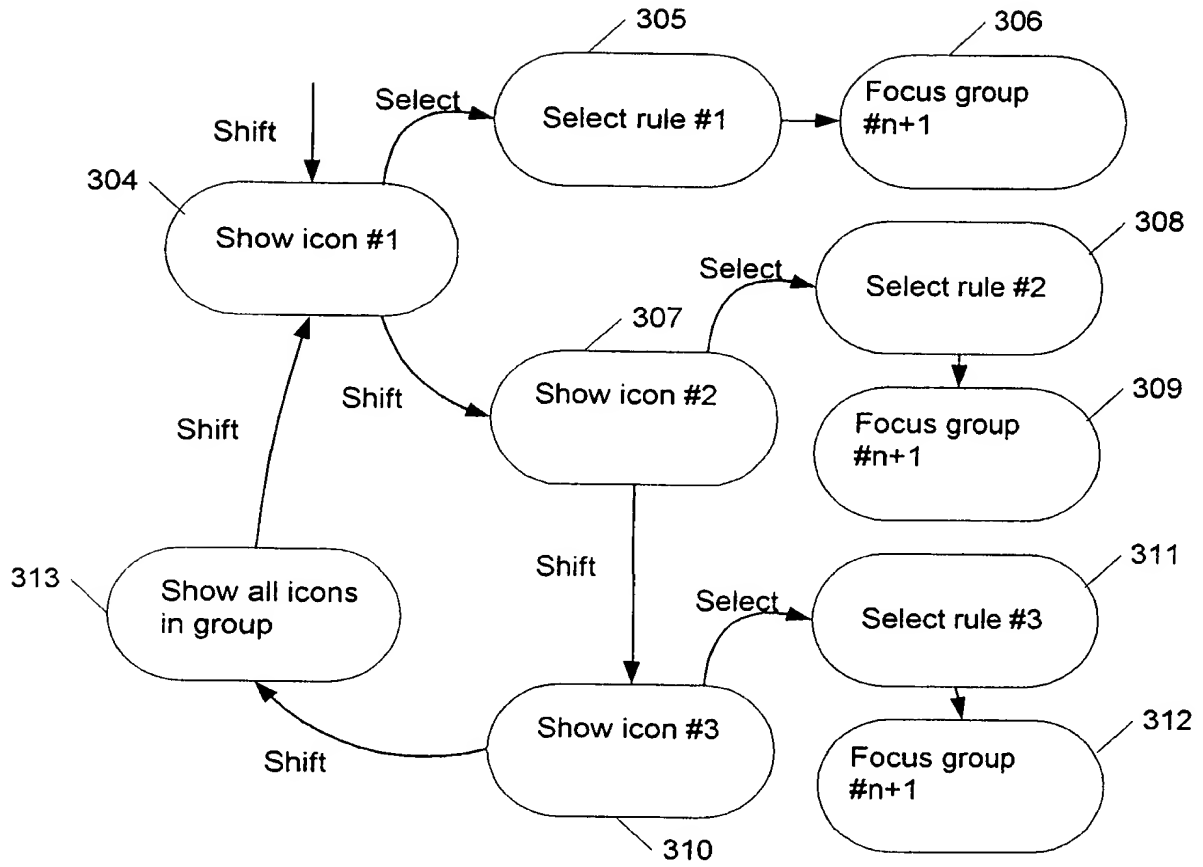 305
306
Select
Select rule #1
Focus group
#n+1
Shift
304
Show icon #1
308
Select
Select rule #2
307
Shift
Show icon #2
309
Focus group
#n+1
Shift
311
313
Show all icons
in group
Shift
Select
Select rule #3
Show icon #3
312
Focus group
#n+1
Shift
310